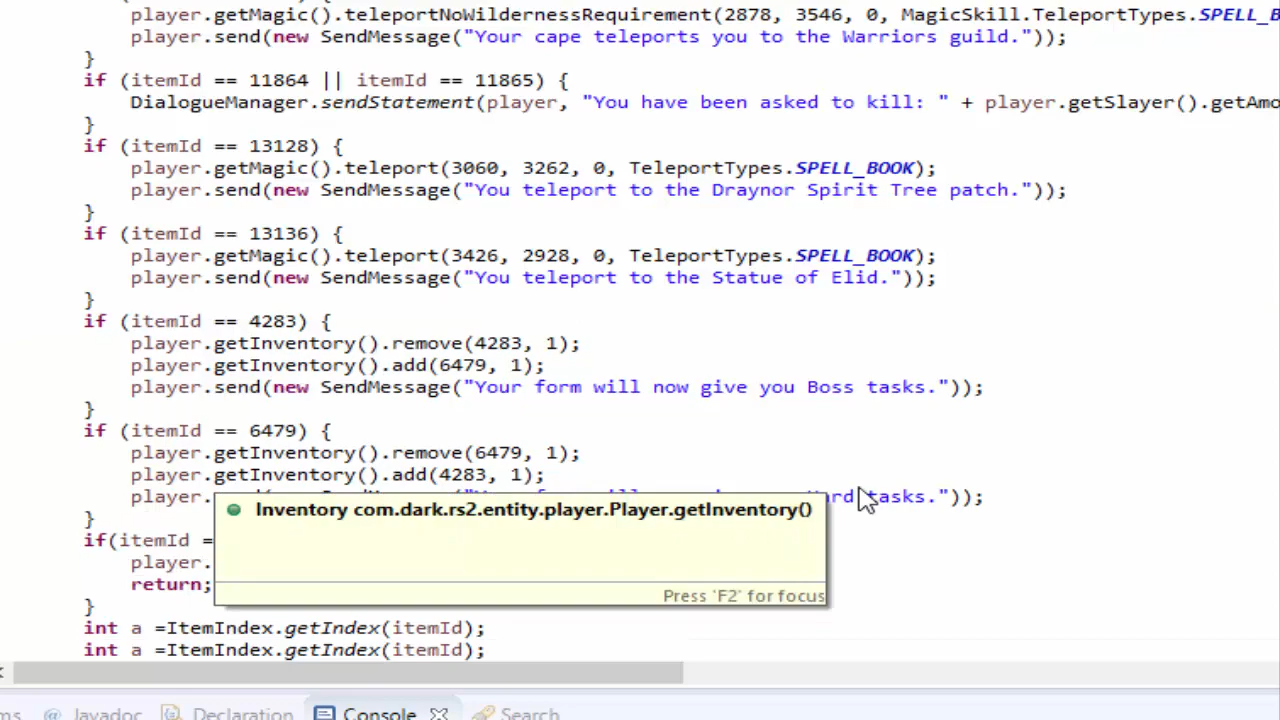 player.getMagic().teleportNoWildernessRequirement(2878, 3546, 0, MagicSkill.TeleportTypes.SPELL_B
player.send(new SendMessage("Your cape teleports you to the Warriors guild."));
}
if (itemId == 11864 || itemId == 11865) {
DialogueManager.sendStatement(player, "You have been asked to kill: " + player.getSlayer().getAmo
}
if (itemId == 13128) {
player.getMagic().teleport(3060, 3262, 0, TeleportTypes.SPELL_BOOK);
player.send(new SendMessage("You teleport to the Draynor Spirit Tree patch."));
}
if (itemId == 13136) {
player.getMagic().teleport(3426, 2928, 0, TeleportTypes.SPELL_BOOK);
player.send(new SendMessage("You teleport to the Statue of Elid."));
}
if (itemId == 4283) {
player.getInventory().remove(4283, 1);
player.getInventory().add(6479, 1);
player.send(new SendMessage("Your form will now give you Boss tasks."));
}
if (itemId == 6479) {
player.getInventory().remove(6479, 1);
player.getInventory().add(4283, 1);
player. tasks."));
Inventory com.dark.rs2.entity.player.Player.getInventory()
}
if(itemId =
player.
return;
Press 'F2' for focus
}
int a =ItemIndex.getIndex(itemId);
int a =ItemIndex.getIndex(itemId);
ms @ Javadoc Declaration Console Search